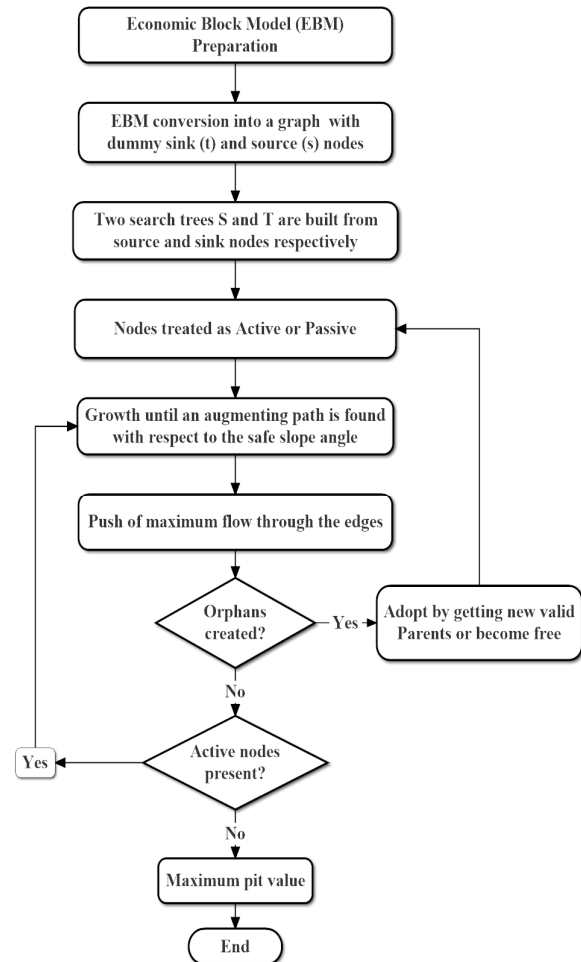 Economic Block Model (EBM)
Preparation
EBM conversion into a graph with
dummy sink (t) and source (s) nodes
Two search trees S and T are built from
source and sink nodes respectively
Nodes treated as Active or Passive
Growth until an augmenting path is found
with respect to the safe slope angle
Push of maximum flow through the edges
Orphans
created?
Yes
Adopt by getting new valid
Parents or become free
No
Active nodes
present?
Yes
No
Maximum pit value
End